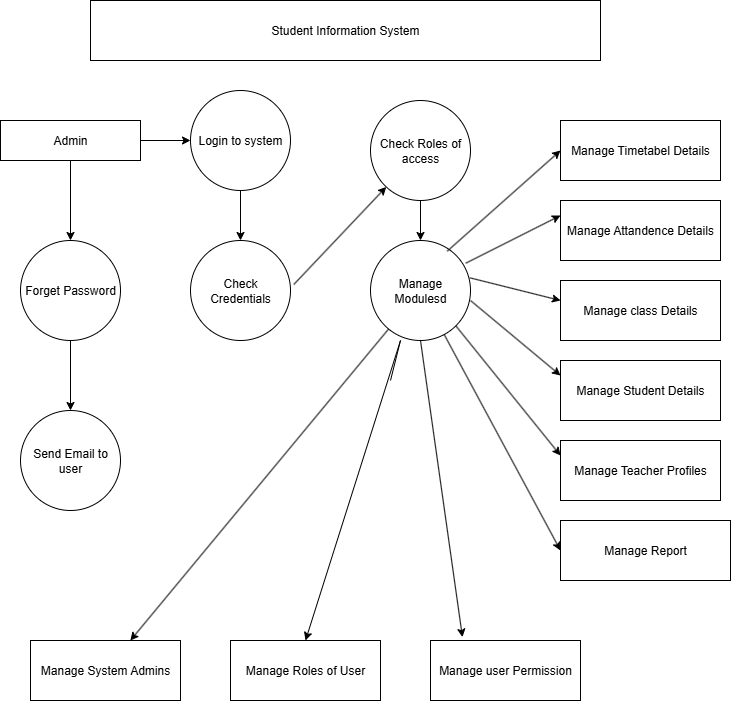 Student Information System
Admin
Login to system
Check Roles of
access
Manage Timetabel Details
Manage Attandence Details
Forget Password
Check
Credentials
Manage
Modulesd
Manage class Details
Manage Student Details
Send Email to
user
Manage Teacher Profiles
Manage Report
Manage System Admins
Manage Roles of User
Manage user Permission